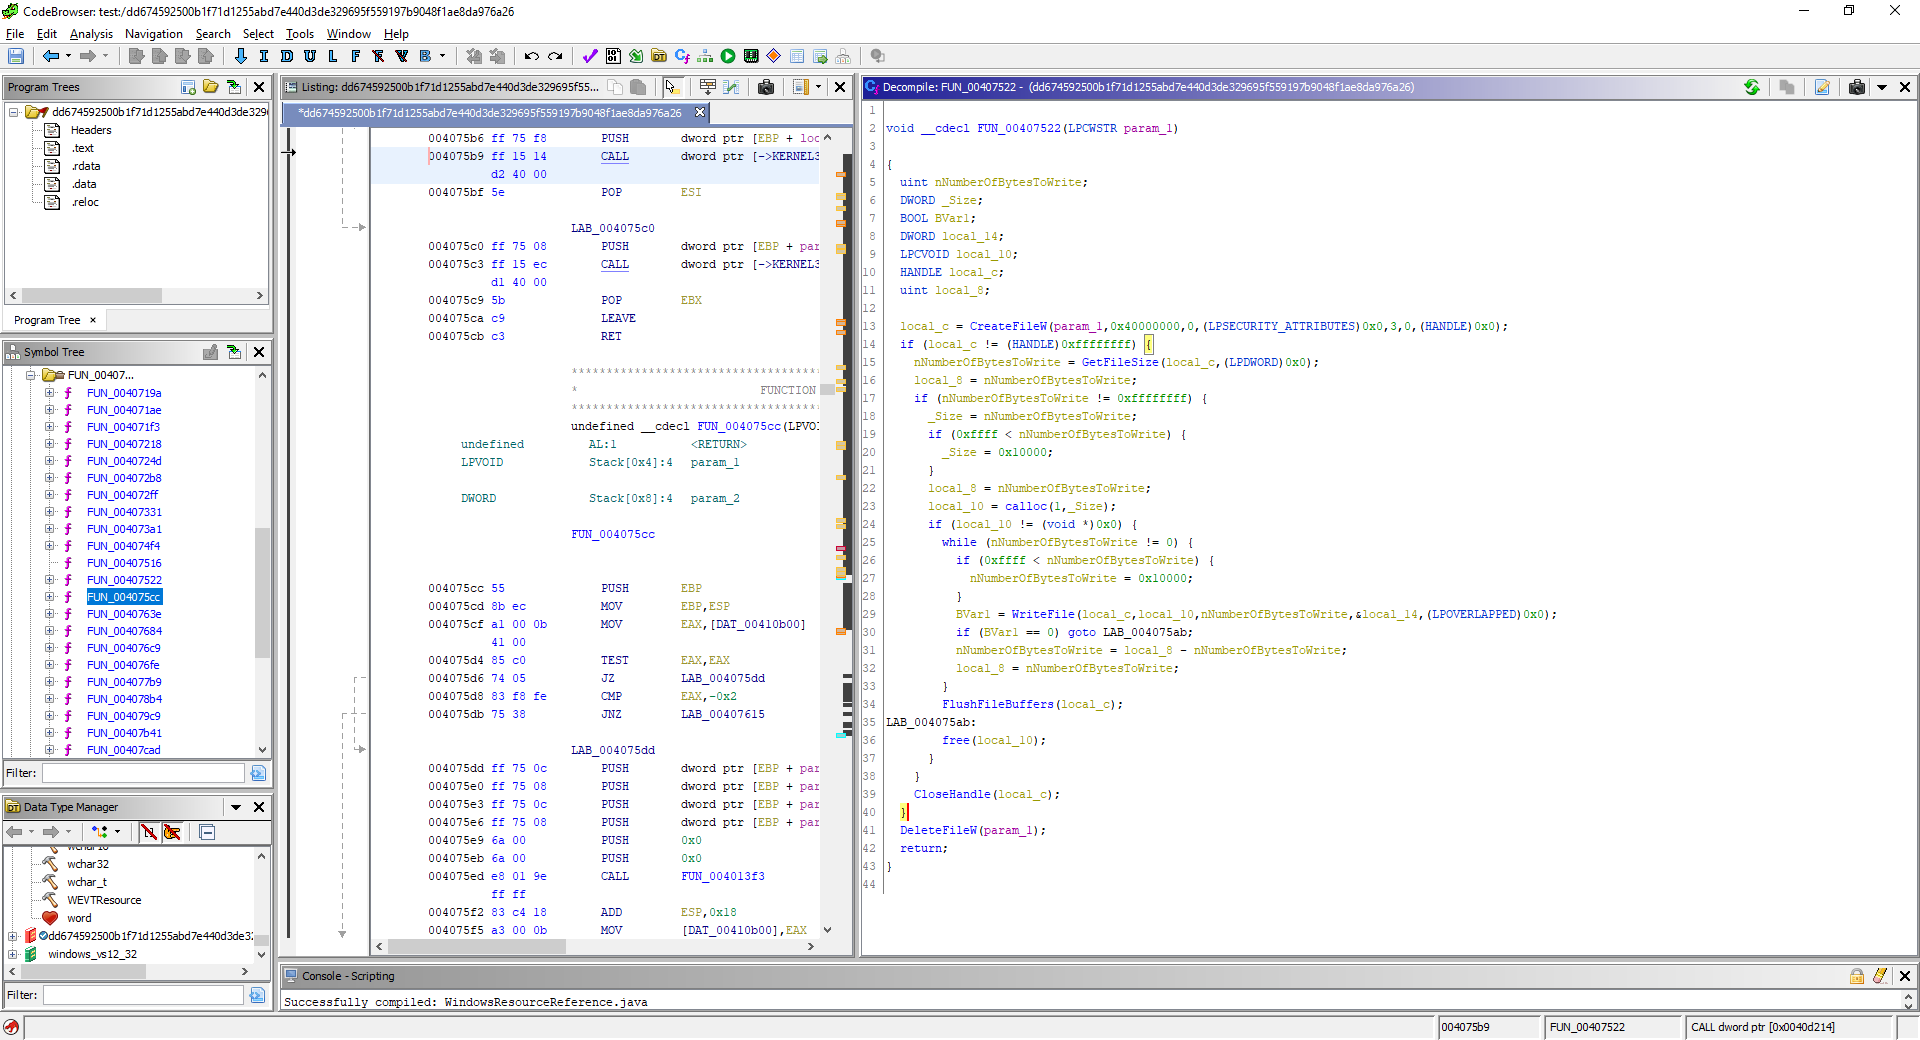 CodeBrowser: test:/dd674592500b1f71d1255abd7e440d3de329695f559197b9048f1ae8da976a26
File Edit Analysis Navigation Search Select Tools Window Help
I D U L F B
Program Trees
dd674592500b1f71d1255abd7e440d3de329
Headers
.text
.rdata
.data
.reloc
Program Tree ×
Symbol Tree
FUN_00407...
FUN_0040719a
FUN_004071ae
FUN_004071f3
FUN_00407218
FUN_0040724d
FUN_004072b8
FUN_004072ff
FUN_00407331
FUN_004073a1
FUN_004074f4
FUN_00407516
FUN_00407522
FUN_004075cc
FUN_0040763e
FUN_00407684
FUN_004076c9
FUN_004076fe
FUN_004077b9
FUN_004078b4
FUN_004079c9
FUN_00407b41
FUN_00407cad
Filter:
Data Type Manager
wchar16
wchar32
wchar_t
WEVTResource
word
dd674592500b1f71d1255abd7e440d3de32
windows_vs12_32
Filter:
Listing: dd674592500b1f71d1255abd7e440d3de329695f55...
*dd674592500b1f71d1255abd7e440d3de329695f559197b9048f1ae8da976a26
004075b6 ff 75 f8 PUSH dword ptr [EBP + loc
004075b9 ff 15 14 CALL dword ptr [->KERNEL3
d2 40 00
004075bf 5e POP ESI
LAB_004075c0
004075c0 ff 75 08 PUSH dword ptr [EBP + par
004075c3 ff 15 ec CALL dword ptr [->KERNEL3
d1 40 00
004075c9 5b POP EBX
004075ca c9 LEAVE
004075cb c3 RET
************************************
* FUNCTION
************************************
undefined __cdecl FUN_004075cc(LPVOI
undefined AL:1 <RETURN>
LPVOID Stack[0x4]:4 param_1
DWORD Stack[0x8]:4 param_2
FUN_004075cc
004075cc 55 PUSH EBP
004075cd 8b ec MOV EBP,ESP
004075cf a1 00 0b MOV EAX,[DAT_00410b00]
41 00
004075d4 85 c0 TEST EAX,EAX
004075d6 74 05 JZ LAB_004075dd
004075d8 83 f8 fe CMP EAX,-0x2
004075db 75 38 JNZ LAB_00407615
LAB_004075dd
004075dd ff 75 0c PUSH dword ptr [EBP + par
004075e0 ff 75 08 PUSH dword ptr [EBP + par
004075e3 ff 75 0c PUSH dword ptr [EBP + par
004075e6 ff 75 08 PUSH dword ptr [EBP + par
004075e9 6a 00 PUSH 0x0
004075eb 6a 00 PUSH 0x0
004075ed e8 01 9e CALL FUN_004013f3
ff ff
004075f2 83 c4 18 ADD ESP,0x18
004075f5 a3 00 0b MOV [DAT_00410b00],EAX
Decompile: FUN_00407522 - (dd674592500b1f71d1255abd7e440d3de329695f559197b9048f1ae8da976a26)
1
2 void __cdecl FUN_00407522(LPCWSTR param_1)
3
4 {
5 uint nNumberOfBytesToWrite;
6 DWORD _Size;
7 BOOL BVar1;
8 DWORD local_14;
9 LPCVOID local_10;
10 HANDLE local_c;
11 uint local_8;
12
13 local_c = CreateFileW(param_1,0x40000000,0,(LPSECURITY_ATTRIBUTES)0x0,3,0,(HANDLE)0x0);
14 if (local_c != (HANDLE)0xffffffff) {
15 nNumberOfBytesToWrite = GetFileSize(local_c,(LPDWORD)0x0);
16 local_8 = nNumberOfBytesToWrite;
17 if (nNumberOfBytesToWrite != 0xffffffff) {
18 _Size = nNumberOfBytesToWrite;
19 if (0xffff < nNumberOfBytesToWrite) {
20 _Size = 0x10000;
21 }
22 local_8 = nNumberOfBytesToWrite;
23 local_10 = calloc(1,_Size);
24 if (local_10 != (void *)0x0) {
25 while (nNumberOfBytesToWrite != 0) {
26 if (0xffff < nNumberOfBytesToWrite) {
27 nNumberOfBytesToWrite = 0x10000;
28 }
29 BVar1 = WriteFile(local_c,local_10,nNumberOfBytesToWrite,&local_14,(LPOVERLAPPED)0x0);
30 if (BVar1 == 0) goto LAB_004075ab;
31 nNumberOfBytesToWrite = local_8 - nNumberOfBytesToWrite;
32 local_8 = nNumberOfBytesToWrite;
33 }
34 FlushFileBuffers(local_c);
35 LAB_004075ab:
36 free(local_10);
37 }
38 }
39 CloseHandle(local_c);
40 }
41 DeleteFileW(param_1);
42 return;
43 }
44
Console - Scripting
Successfully compiled: WindowsResourceReference.java
004075b9 FUN_00407522 CALL dword ptr [0x0040d214]